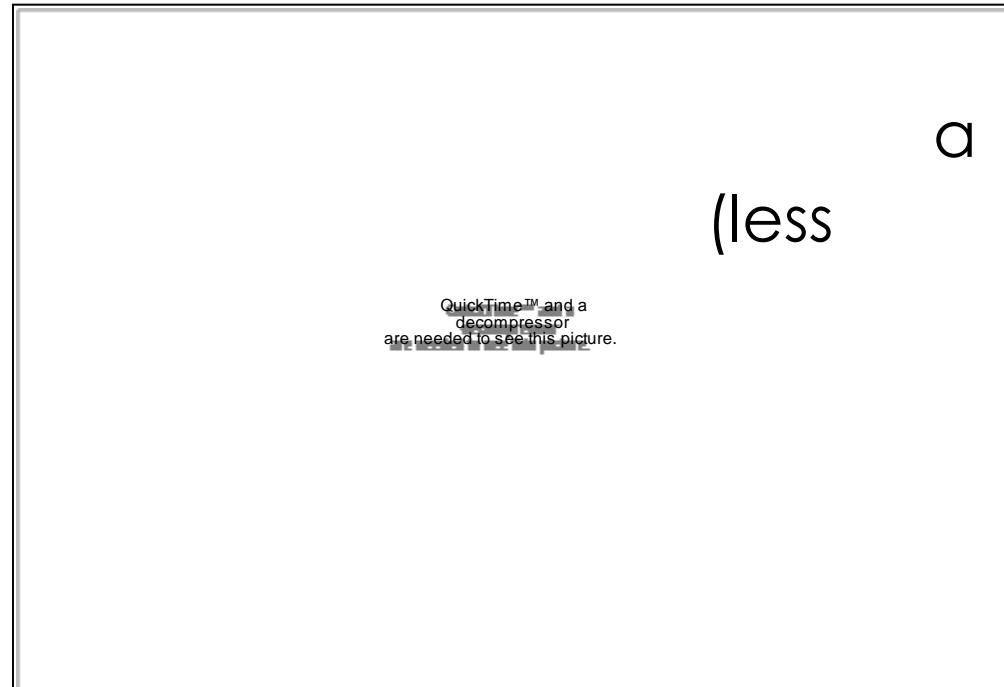 a
(less
QuickTime™ and a
decompressor
are needed to see this picture.